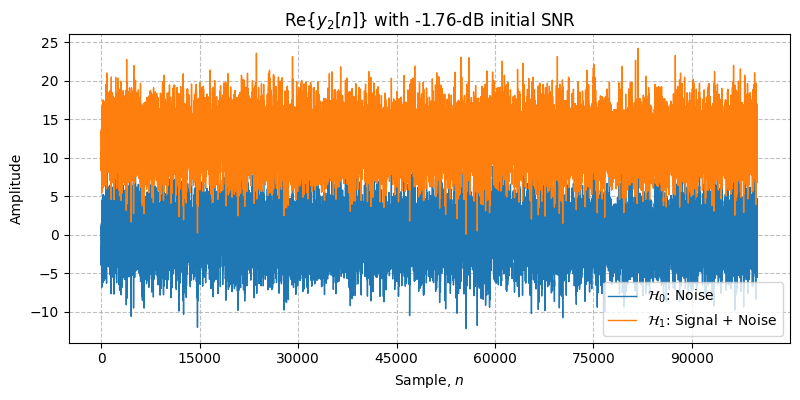 Re{y₂[n]} with -1.76-dB initial SNR
Amplitude
25
20
15
10
5
0
−5
−10
0 15000 30000 45000 60000 75000 90000
Sample, n
ℋ₀: Noise
ℋ₁: Signal + Noise